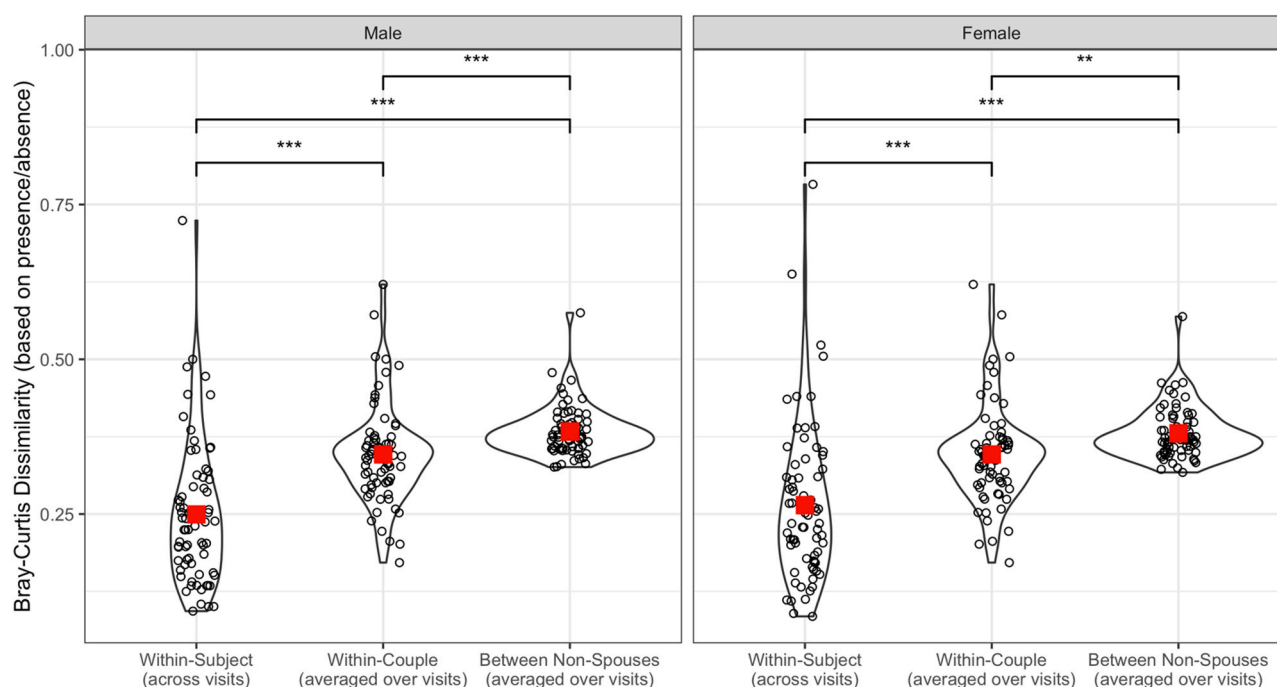 Male
Female
Bray-Curtis Dissimilarity (based on presence/absence)
1.00
0.75
0.50
0.25
***
***
***
**
***
***
Within-Subject
(across visits)
Within-Couple
(averaged over visits)
Between Non-Spouses
(averaged over visits)
Within-Subject
(across visits)
Within-Couple
(averaged over visits)
Between Non-Spouses
(averaged over visits)